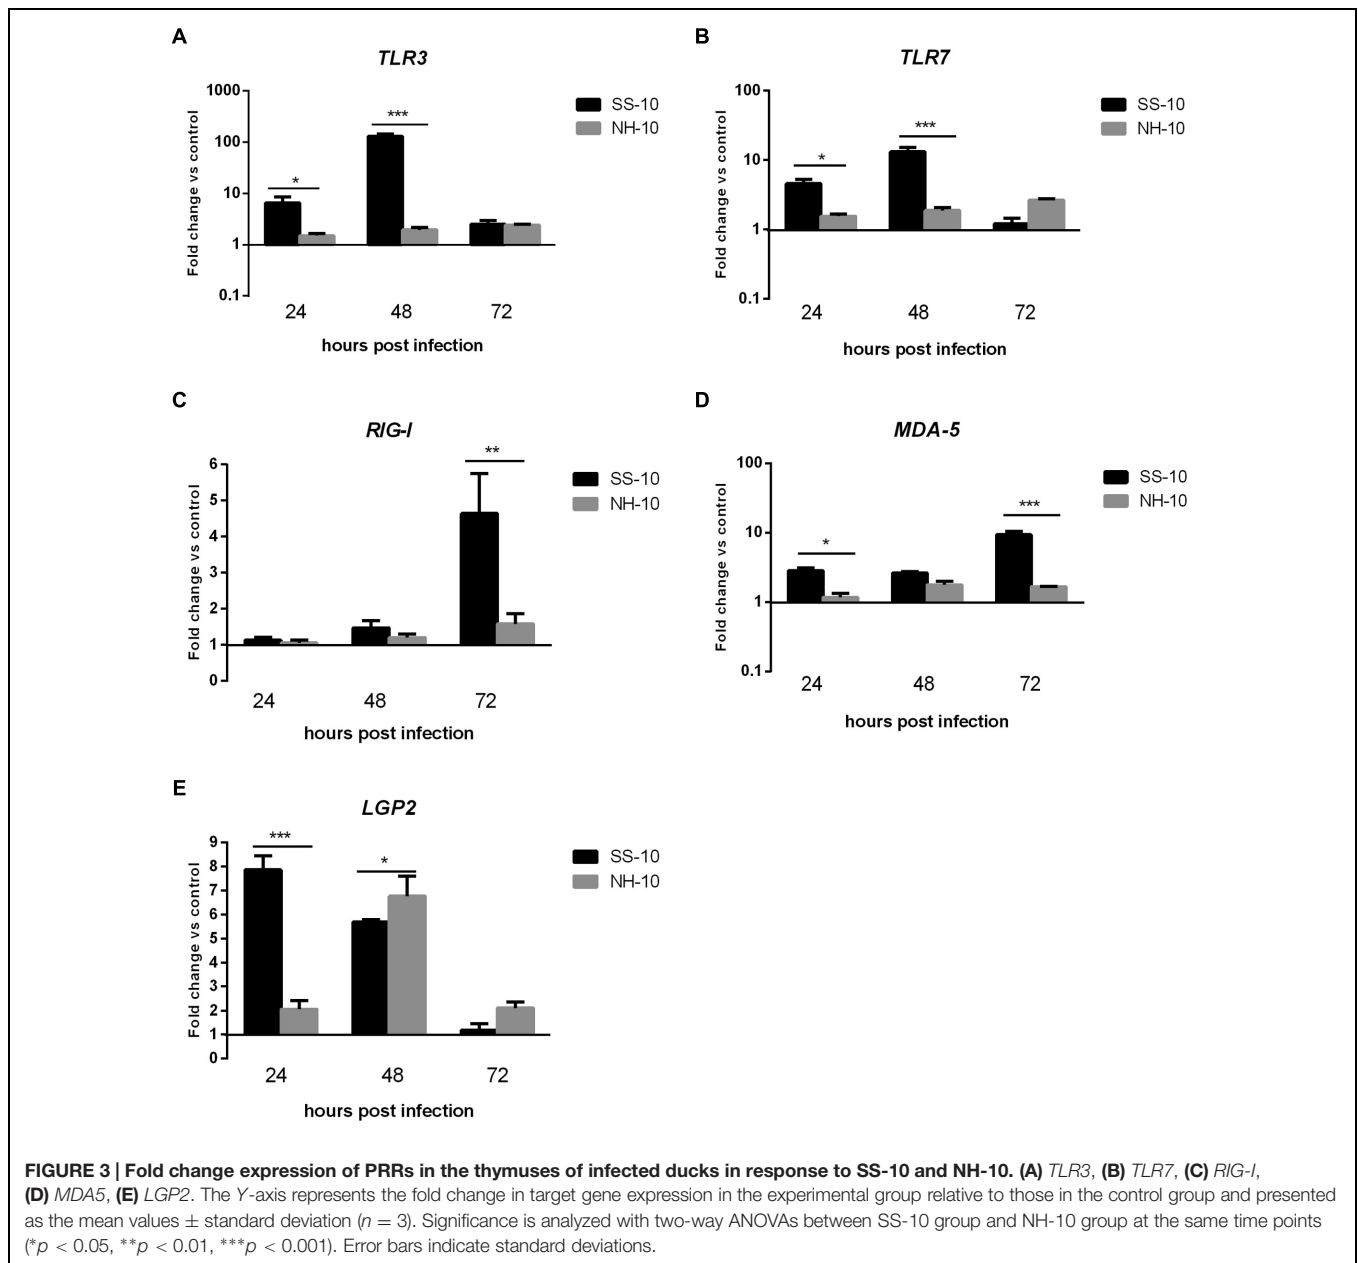 A
TLR3
Fold change vs control
1000
100
10
1
0.1
*
***
SS-10
NH-10
24 48 72
hours post infection
B
TLR7
Fold change vs control
100
10
1
0.1
*
***
SS-10
NH-10
24 48 72
hours post infection
C
RIG-I
Fold change vs control
6
5
4
3
2
1
0
**
SS-10
NH-10
24 48 72
hours post infection
D
MDA-5
Fold change vs control
100
10
1
0.1
*
***
SS-10
NH-10
24 48 72
hours post infection
E
LGP2
Fold change vs control
9
8
7
6
5
4
3
2
1
0
***
*
SS-10
NH-10
24 48 72
hours post infection
FIGURE 3 | Fold change expression of PRRs in the thymuses of infected ducks in response to SS-10 and NH-10. (A) TLR3, (B) TLR7, (C) RIG-I,
(D) MDA5, (E) LGP2. The Y-axis represents the fold change in target gene expression in the experimental group relative to those in the control group and presented
as the mean values ± standard deviation (n = 3). Significance is analyzed with two-way ANOVAs between SS-10 group and NH-10 group at the same time points
(*p < 0.05, **p < 0.01, ***p < 0.001). Error bars indicate standard deviations.